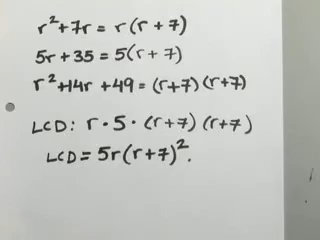 r²+7r = r(r+7)
5r+35 = 5(r+7)
r²+14r+49 = (r+7)(r+7)
LCD: r · 5 · (r+7)(r+7)
LCD = 5r(r+7)².